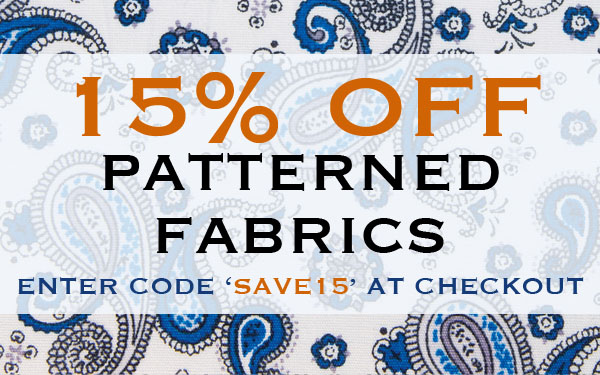 15% OFF
PATTERNED
FABRICS
ENTER CODE ‘SAVE15’ AT CHECKOUT